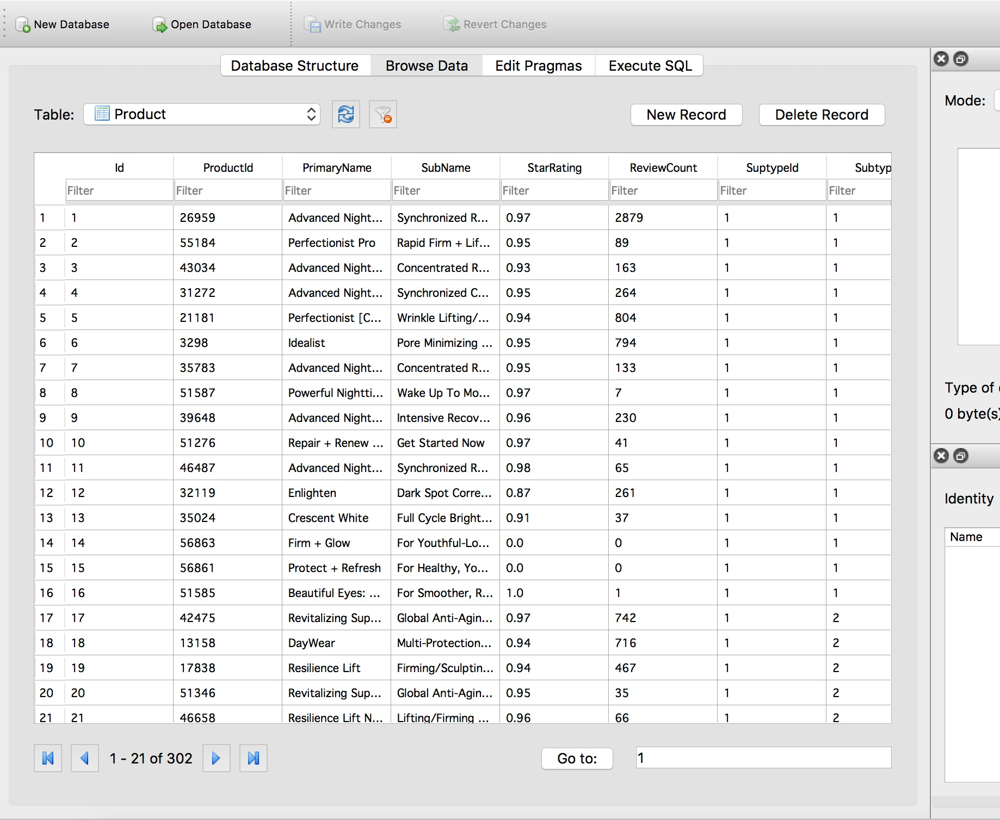 New Database Open Database Write Changes Revert Changes
Database Structure Browse Data Edit Pragmas Execute SQL
Table: Product New Record Delete Record
Mode:
Id ProductId PrimaryName SubName StarRating ReviewCount SuptypeId Subtyp
Filter Filter Filter Filter Filter Filter Filter Filter
1 1 26959 Advanced Night... Synchronized R... 0.97 2879 1 1
2 2 55184 Perfectionist Pro Rapid Firm + Lif... 0.95 89 1 1
3 3 43034 Advanced Night... Concentrated R... 0.93 163 1 1
4 4 31272 Advanced Night... Synchronized C... 0.95 264 1 1
5 5 21181 Perfectionist [C... Wrinkle Lifting/... 0.94 804 1 1
6 6 3298 Idealist Pore Minimizing ... 0.95 794 1 1
7 7 35783 Advanced Night... Concentrated R... 0.95 133 1 1
8 8 51587 Powerful Nightti... Wake Up To Mo... 0.97 7 1 1
9 9 39648 Advanced Night... Intensive Recov... 0.96 230 1 1
10 10 51276 Repair + Renew ... Get Started Now 0.97 41 1 1
11 11 46487 Advanced Night... Synchronized R... 0.98 65 1 1
12 12 32119 Enlighten Dark Spot Corre... 0.87 261 1 1
13 13 35024 Crescent White Full Cycle Bright... 0.91 37 1 1
14 14 56863 Firm + Glow For Youthful-Lo... 0.0 0 1 1
15 15 56861 Protect + Refresh For Healthy, Yo... 0.0 0 1 1
16 16 51585 Beautiful Eyes: ... For Smoother, R... 1.0 1 1 1
17 17 42475 Revitalizing Sup... Global Anti-Agin... 0.97 742 1 2
18 18 13158 DayWear Multi-Protection... 0.94 716 1 2
19 19 17838 Resilience Lift Firming/Sculptin... 0.94 467 1 2
20 20 51346 Revitalizing Sup... Global Anti-Agin... 0.95 35 1 2
21 21 46658 Resilience Lift N... Lifting/Firming ... 0.96 66 1 2
1 - 21 of 302 Go to: 1
Type of
0 byte(s)
Identity
Name